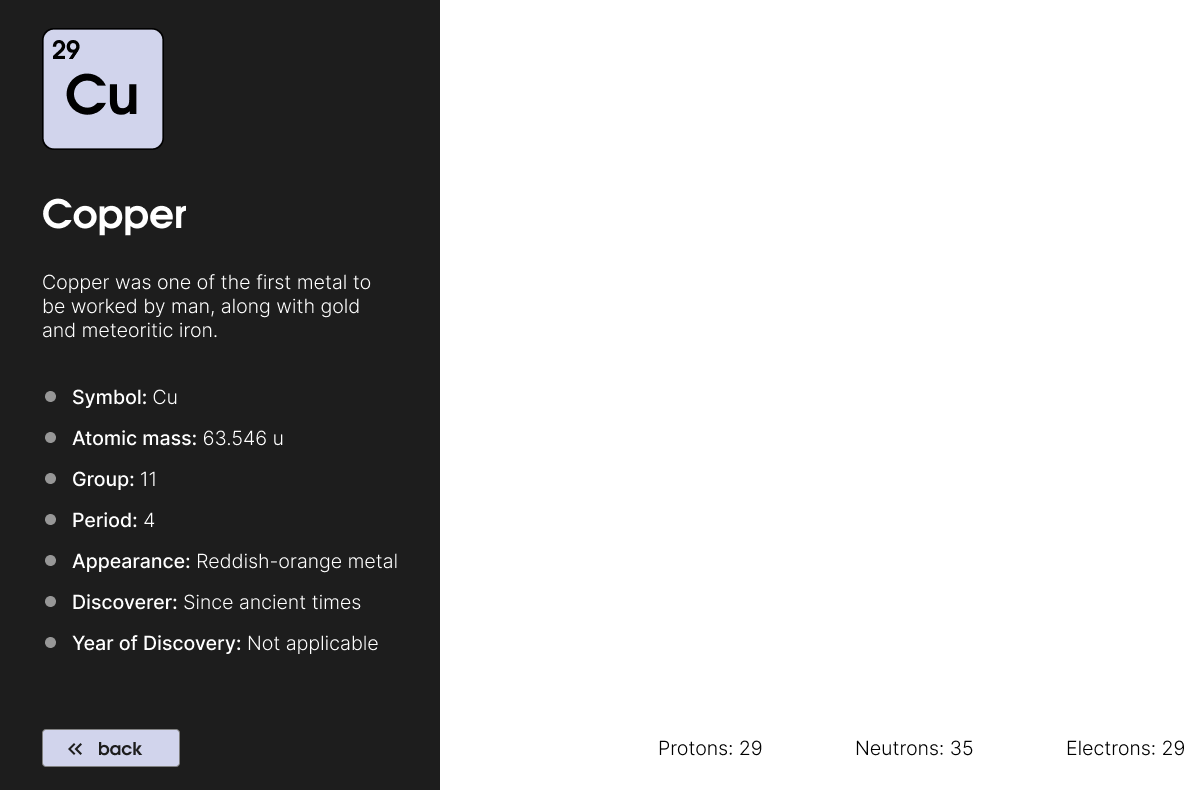 29
Cu
Copper
Copper was one of the first metal to
be worked by man, along with gold
and meteoritic iron.
Symbol: Cu
Atomic mass: 63.546 u
Group: 11
Period: 4
Appearance: Reddish-orange metal
Discoverer: Since ancient times
Year of Discovery: Not applicable
back
Protons: 29
Neutrons: 35
Electrons: 29